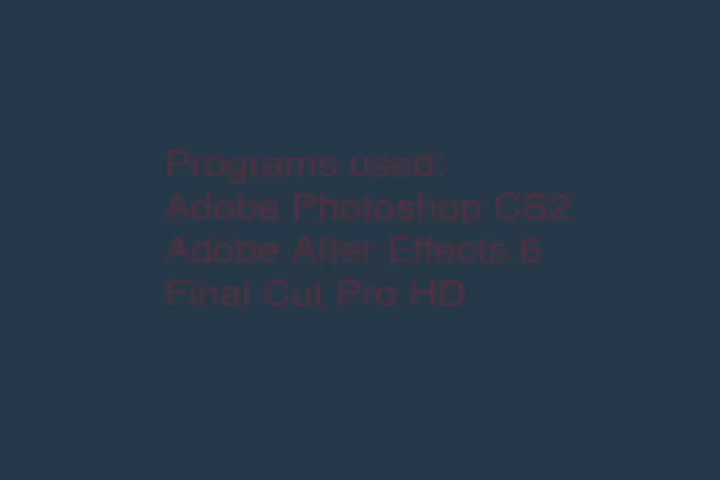 Programs used:
Adobe Photoshop CS2
Adobe After Effects 6
Final Cut Pro HD